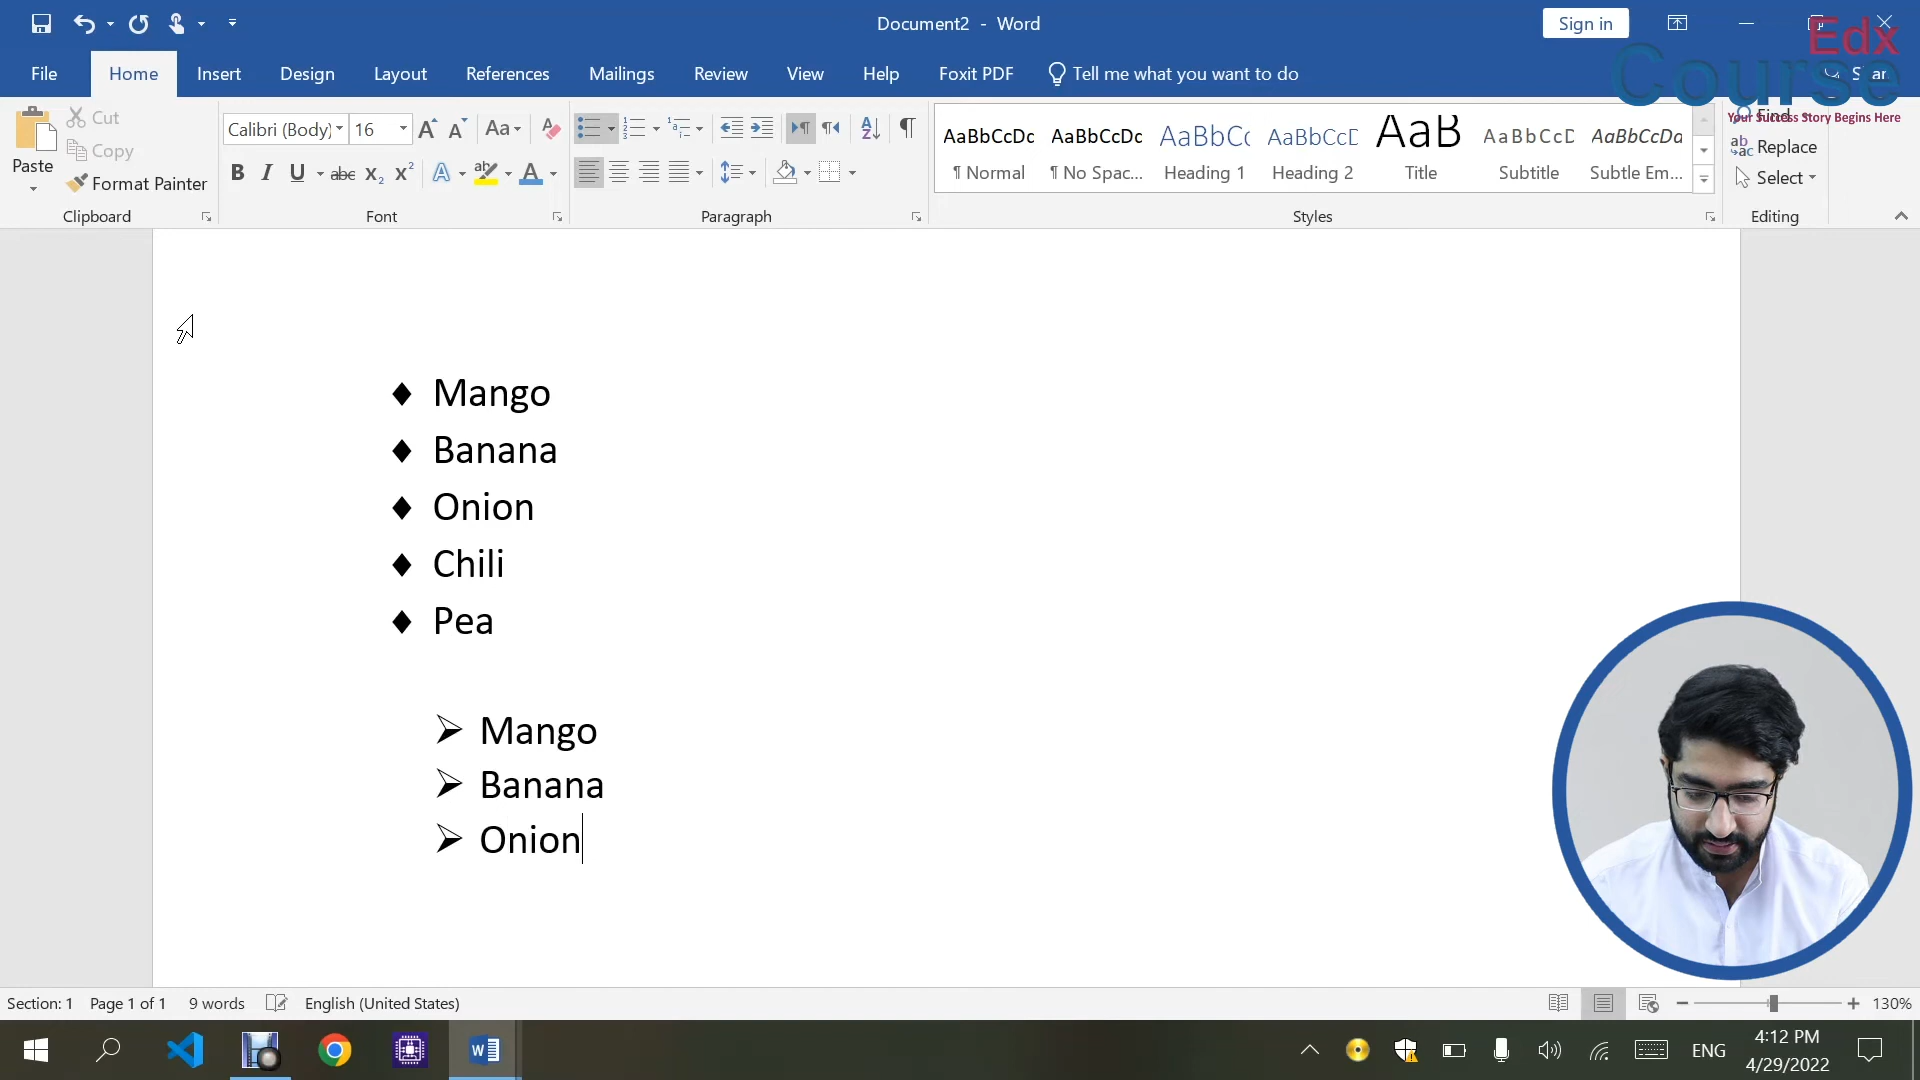 Document2 - Word
Sign in
Edx
Course
Your Success Story Begins Here
File Home Insert Design Layout References Mailings Review View Help Foxit PDF Tell me what you want to do
Paste
Cut
Copy
Format Painter
Clipboard
Calibri (Body) 16
Font
Paragraph
AaBbCcDc AaBbCcDc AaBbC AaBbCcD AaB AaBbCcD AaBbCcDa
¶ Normal ¶ No Spac... Heading 1 Heading 2 Title Subtitle Subtle Em...
Styles
Find
Replace
Select
Editing
Mango
Banana
Onion
Chili
Pea
Mango
Banana
Onion
Section: 1 Page 1 of 1 9 words English (United States) 130%
ENG
4:12 PM
4/29/2022